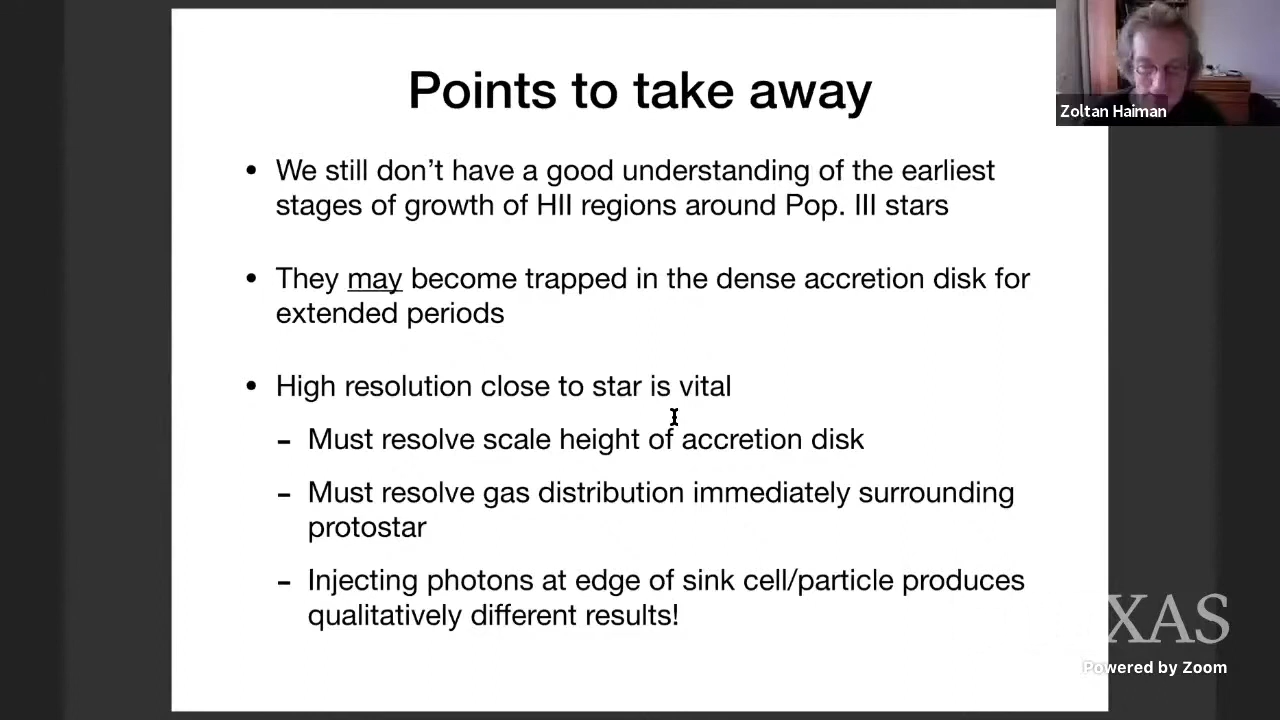 Points to take away
Zoltan Haiman
• We still don’t have a good understanding of the earliest
stages of growth of HII regions around Pop. III stars
• They may become trapped in the dense accretion disk for
extended periods
• High resolution close to star is vital
– Must resolve scale height of accretion disk
– Must resolve gas distribution immediately surrounding
protostar
– Injecting photons at edge of sink cell/particle produces
qualitatively different results!
XAS
Powered by Zoom